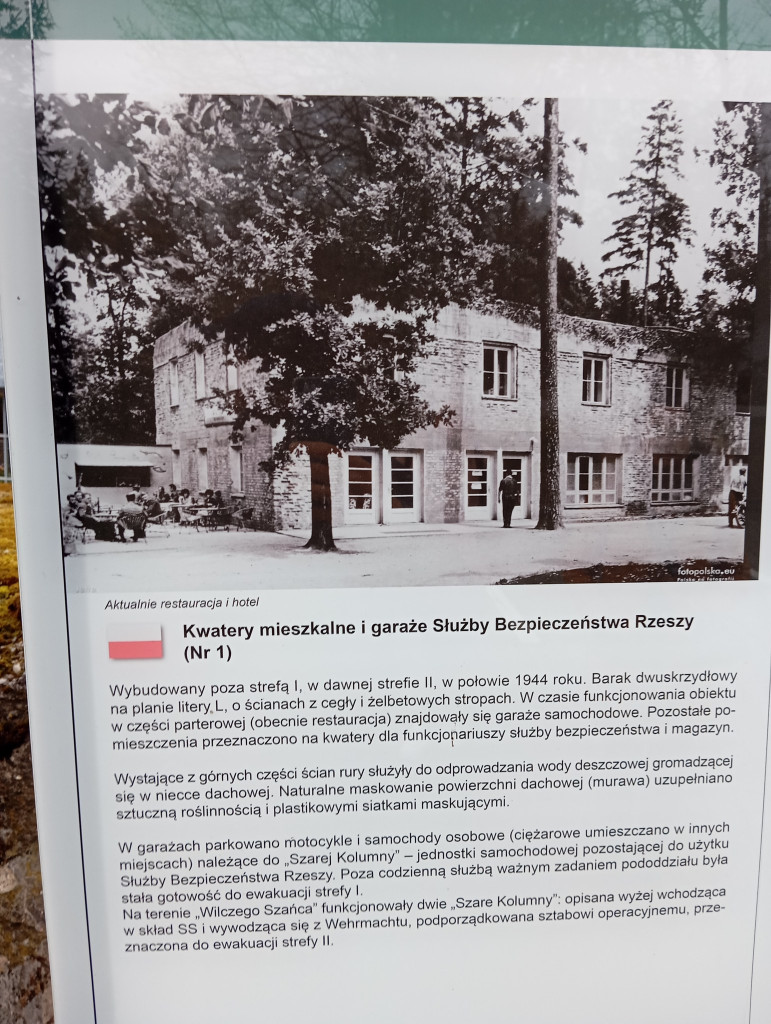 fotopolska.eu
Polska na fotografii
Aktualnie restauracja i hotel
Kwatery mieszkalne i garaże Służby Bezpieczeństwa Rzeszy
(Nr 1)
Wybudowany poza strefą I, w dawnej strefie II, w połowie 1944 roku. Barak dwuskrzydłowy
na planie litery L, o ścianach z cegły i żelbetowych stropach. W czasie funkcjonowania obiektu
w części parterowej (obecnie restauracja) znajdowały się garaże samochodowe. Pozostałe po-
mieszczenia przeznaczono na kwatery dla funkcjonariuszy służby bezpieczeństwa i magazyn.
Wystające z górnych części ścian rury służyły do odprowadzania wody deszczowej gromadzącej
się w niecce dachowej. Naturalne maskowanie powierzchni dachowej (murawa) uzupełniano
sztuczną roślinnością i plastikowymi siatkami maskującymi.
W garażach parkowano motocykle i samochody osobowe (ciężarowe umieszczano w innych
miejscach) należące do „Szarej Kolumny” – jednostki samochodowej pozostającej do użytku
Służby Bezpieczeństwa Rzeszy. Poza codzienną służbą ważnym zadaniem pododdziału była
stała gotowość do ewakuacji strefy I.
Na terenie „Wilczego Szańca” funkcjonowały dwie „Szare Kolumny”: opisana wyżej wchodząca
w skład SS i wywodząca się z Wehrmachtu, podporządkowana sztabowi operacyjnemu, prze-
znaczona do ewakuacji strefy II.